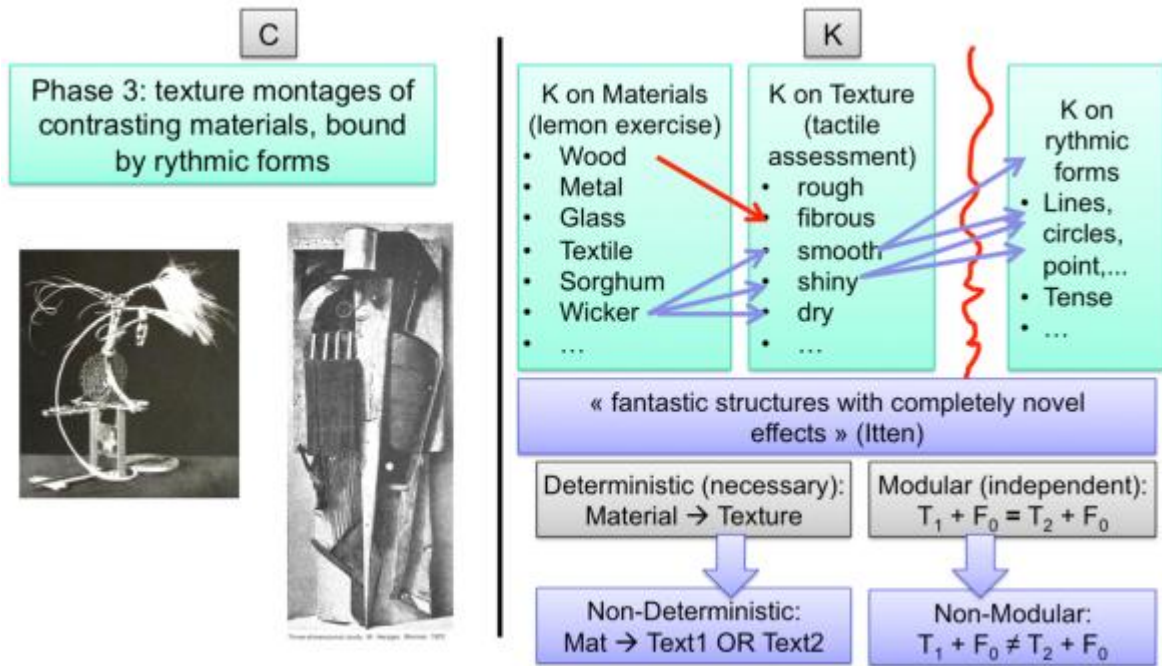 C
Phase 3: texture montages of
contrasting materials, bound
by rythmic forms
K
K on Materials
(lemon exercise)
• Wood
• Metal
• Glass
• Textile
• Sorghum
• Wicker
• ...
K on Texture
(tactile
assessment)
• rough
• fibrous
• smooth
• shiny
• dry
• ...
K on
rythmic
forms
• Lines,
circles,
point,...
• Tense
• ...
« fantastic structures with completely novel
effects » (Itten)
Deterministic (necessary):
Material → Texture
Modular (independent):
T₁ + F₀ = T₂ + F₀
Non-Deterministic:
Mat → Text1 OR Text2
Non-Modular:
T₁ + F₀ ≠ T₂ + F₀